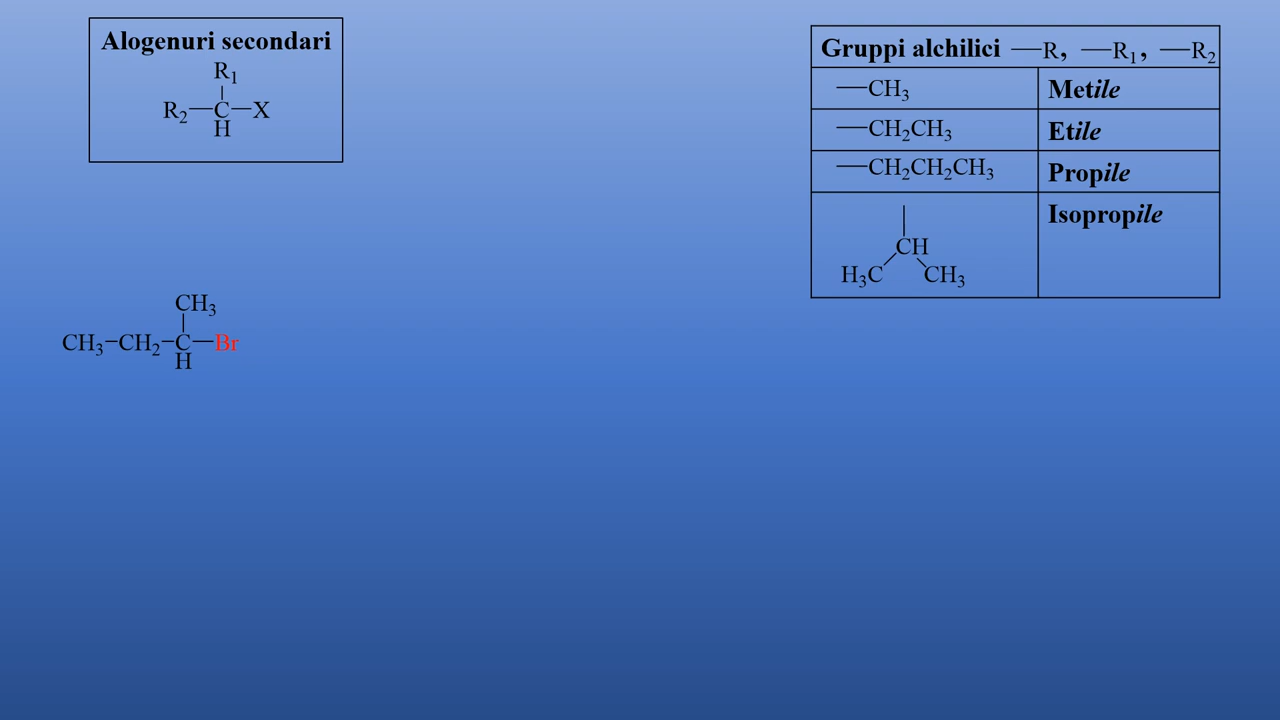 Alogenuri secondari
R1
R2—C—X
H
Gruppi alchilici —R, —R1, —R2
—CH3 Metile
—CH2CH3 Etile
—CH2CH2CH3 Propile
Isopropile
CH
H3C CH3
CH3
CH3—CH2—C—Br
H